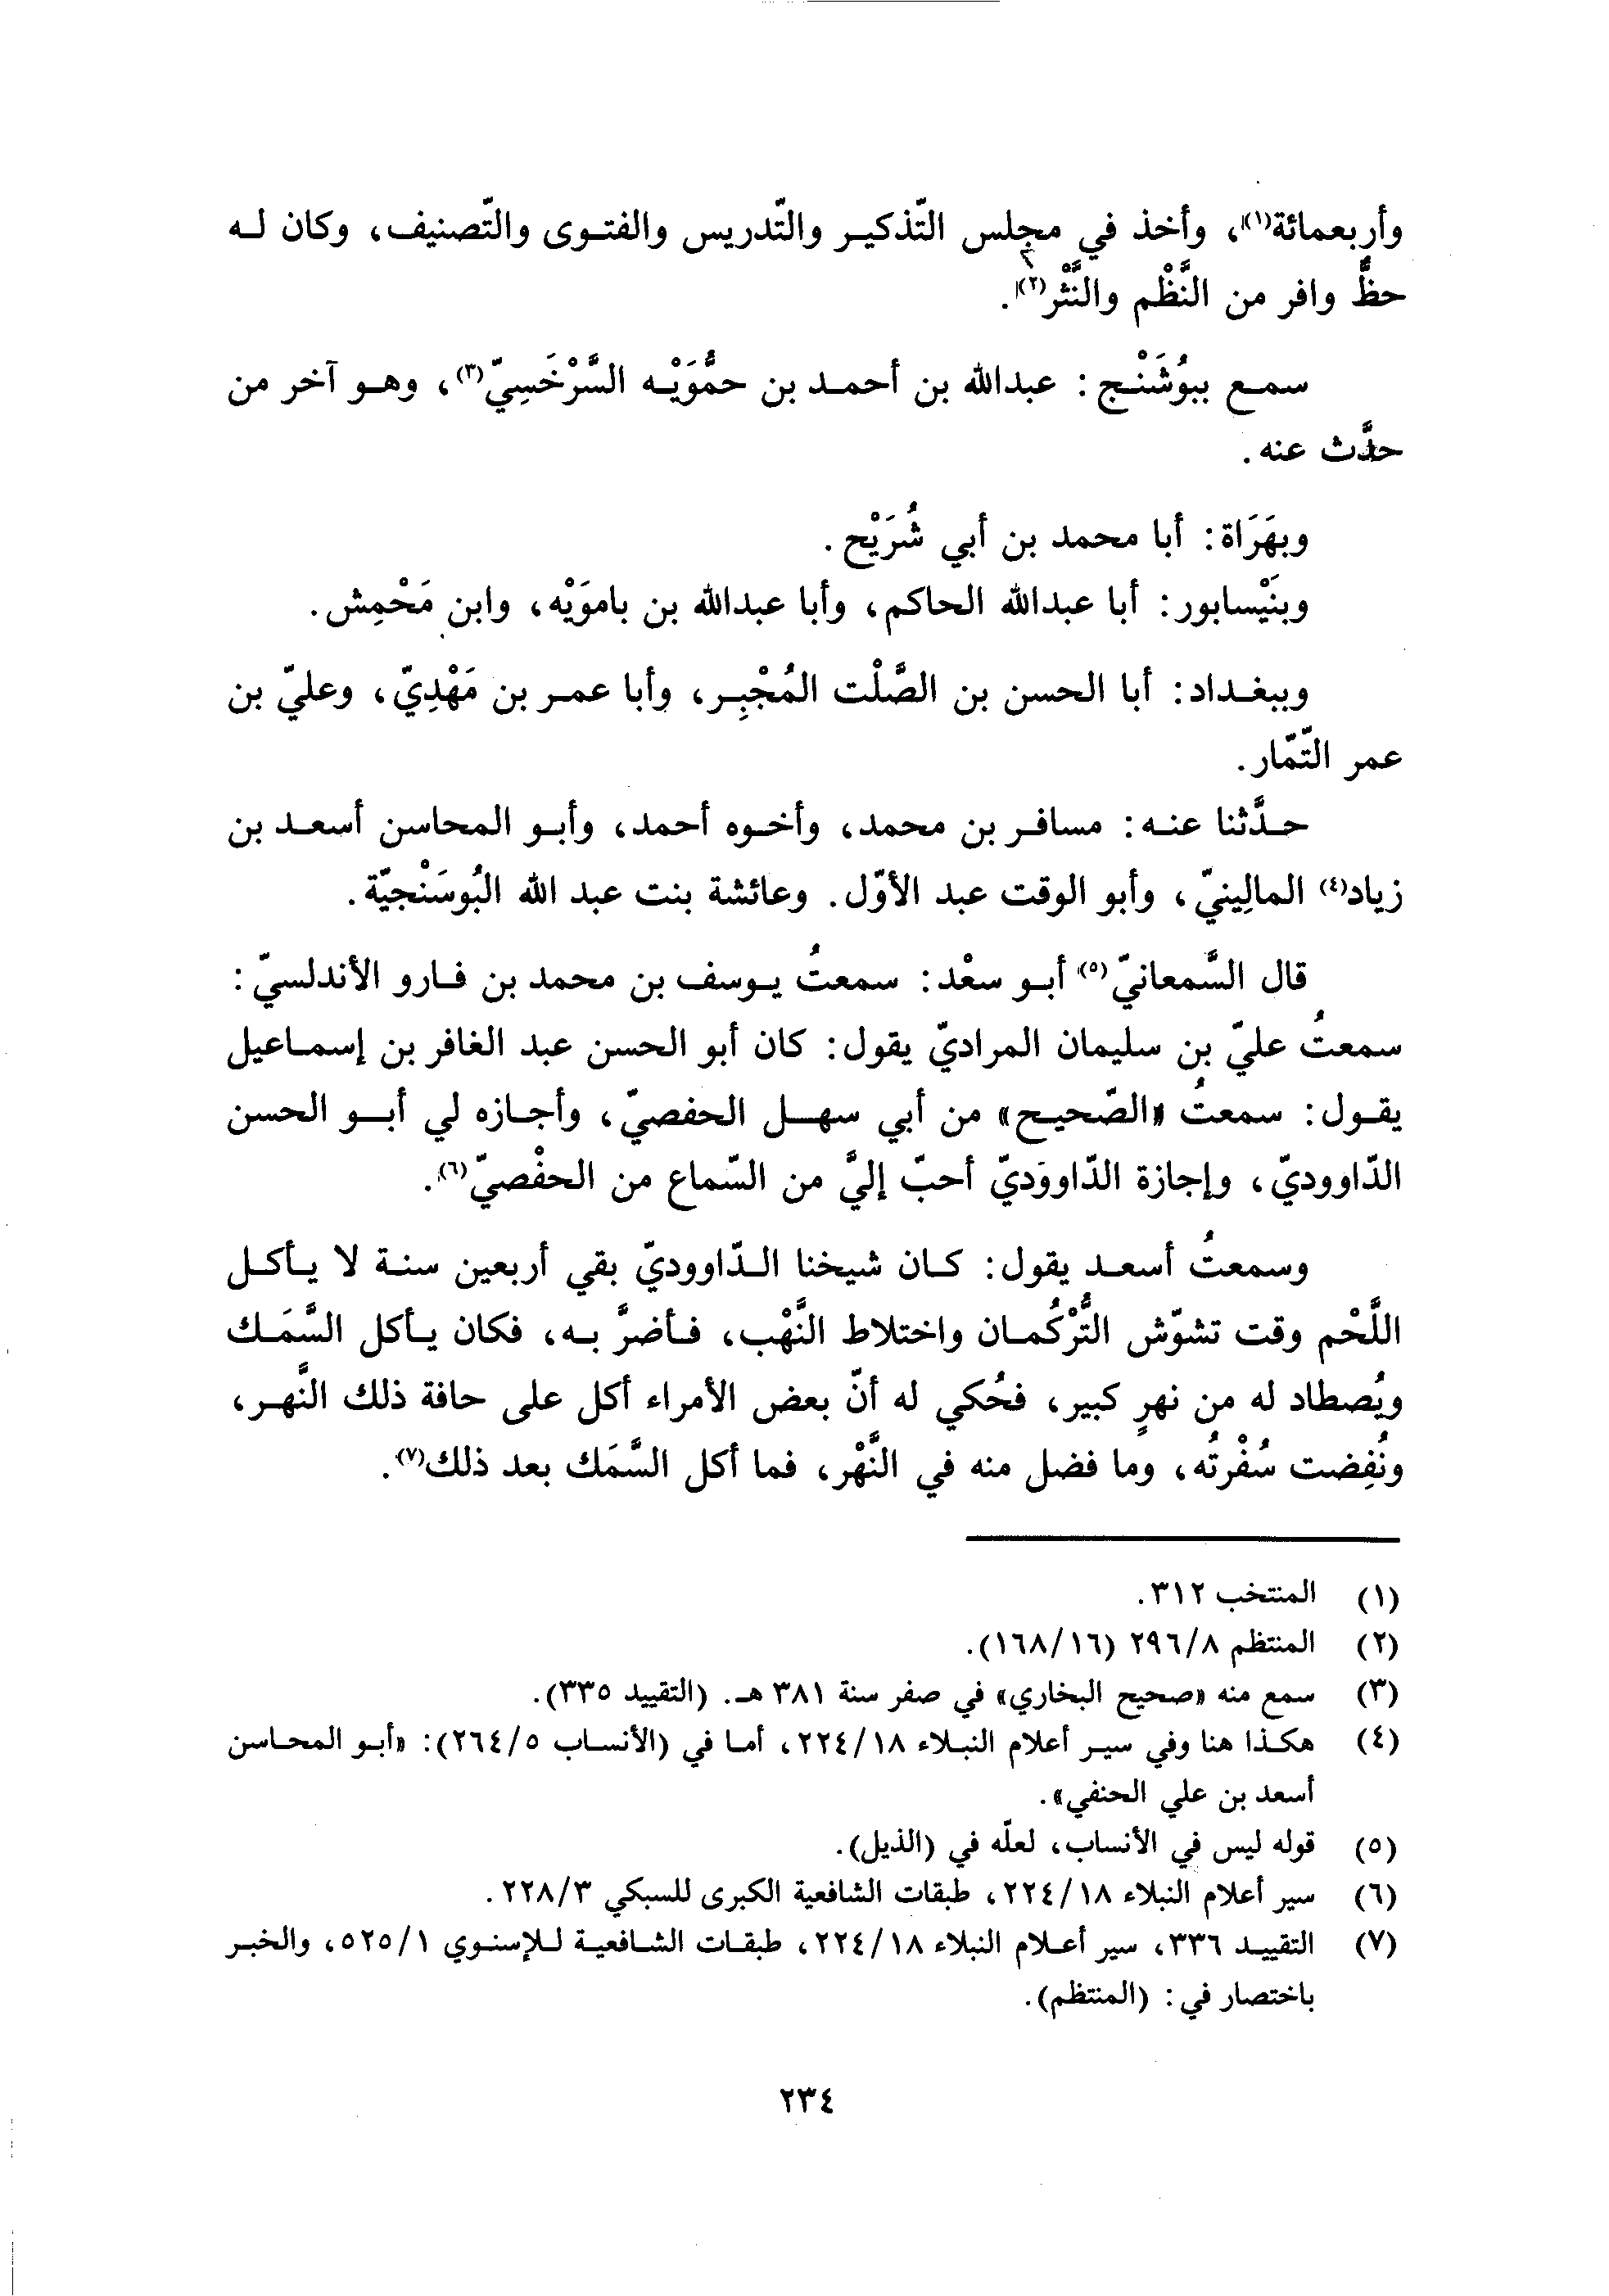 وأربعمائة(١)، وأخذ في مجلس التّذكير والتّدريس والفتوى والتّصنيف، وكان له
حظٌّ وافر من النَّظْم والنَّثْر(٢).
سمع ببُوشَنْج: عبدالله بن أحمد بن حمُّوَيْه السَّرْخَسِيّ(٣)، وهو آخر من
حدَّث عنه.
وبهَرَاة: أبا محمد بن أبي شُرَيْح.
وبنَيْسابور: أبا عبدالله الحاكم، وأبا عبدالله بن باموَيْه، وابن مَحْمِش.
وببغداد: أبا الحسن بن الصَّلْت المُجْبِر، وأبا عمر بن مَهْدِيّ، وعليّ بن
عمر التّمّار.
حدَّثنا عنه: مسافر بن محمد، وأخوه أحمد، وأبو المحاسن أسعد بن
زياد(٤) المالِينيّ، وأبو الوقت عبد الأوّل. وعائشة بنت عبد الله البُوسَنْجيّة.
قال السَّمعانيّ(٥) أبو سعْد: سمعتُ يوسف بن محمد بن فارو الأندلسيّ:
سمعتُ عليّ بن سليمان المراديّ يقول: كان أبو الحسن عبد الغافر بن إسماعيل
يقول: سمعتُ «الصّحيح» من أبي سهل الحفصيّ، وأجازه لي أبو الحسن
الدّاووديّ، وإجازة الدّاووديّ أحبّ إليَّ من السّماع من الحفْصيّ(٦).
وسمعتُ أسعد يقول: كان شيخنا الدّاووديّ بقي أربعين سنة لا يأكل
اللَّحْم وقت تشوّش التُّرْكُمان واختلاط النَّهْب، فأضرَّ به، فكان يأكل السَّمَك
ويُصطاد له من نهرٍ كبير، فحُكي له أنّ بعض الأمراء أكل على حافة ذلك النَّهر،
ونُفِضت سُفْرتُه، وما فضل منه في النَّهْر، فما أكل السَّمَك بعد ذلك(٧).
(١) المنتخب ٣١٢.
(٢) المنتظم ٢٩٦/٨ (١٦٨/١٦).
(٣) سمع منه «صحيح البخاري» في صفر سنة ٣٨١ هـ. (التقييد ٣٣٥).
(٤) هكذا هنا وفي سير أعلام النبلاء ٢٢٤/١٨، أما في (الأنساب ٢٦٤/٥): «أبو المحاسن
أسعد بن علي الحنفي».
(٥) قوله ليس في الأنساب، لعلّه في (الذيل).
(٦) سير أعلام النبلاء ٢٢٤/١٨، طبقات الشافعية الكبرى للسبكي ٢٢٨/٣.
(٧) التقييد ٣٣٦، سير أعلام النبلاء ٢٢٤/١٨، طبقات الشافعية للإسنوي ٥٢٥/١، والخبر
باختصار في: (المنتظم).
٢٣٤